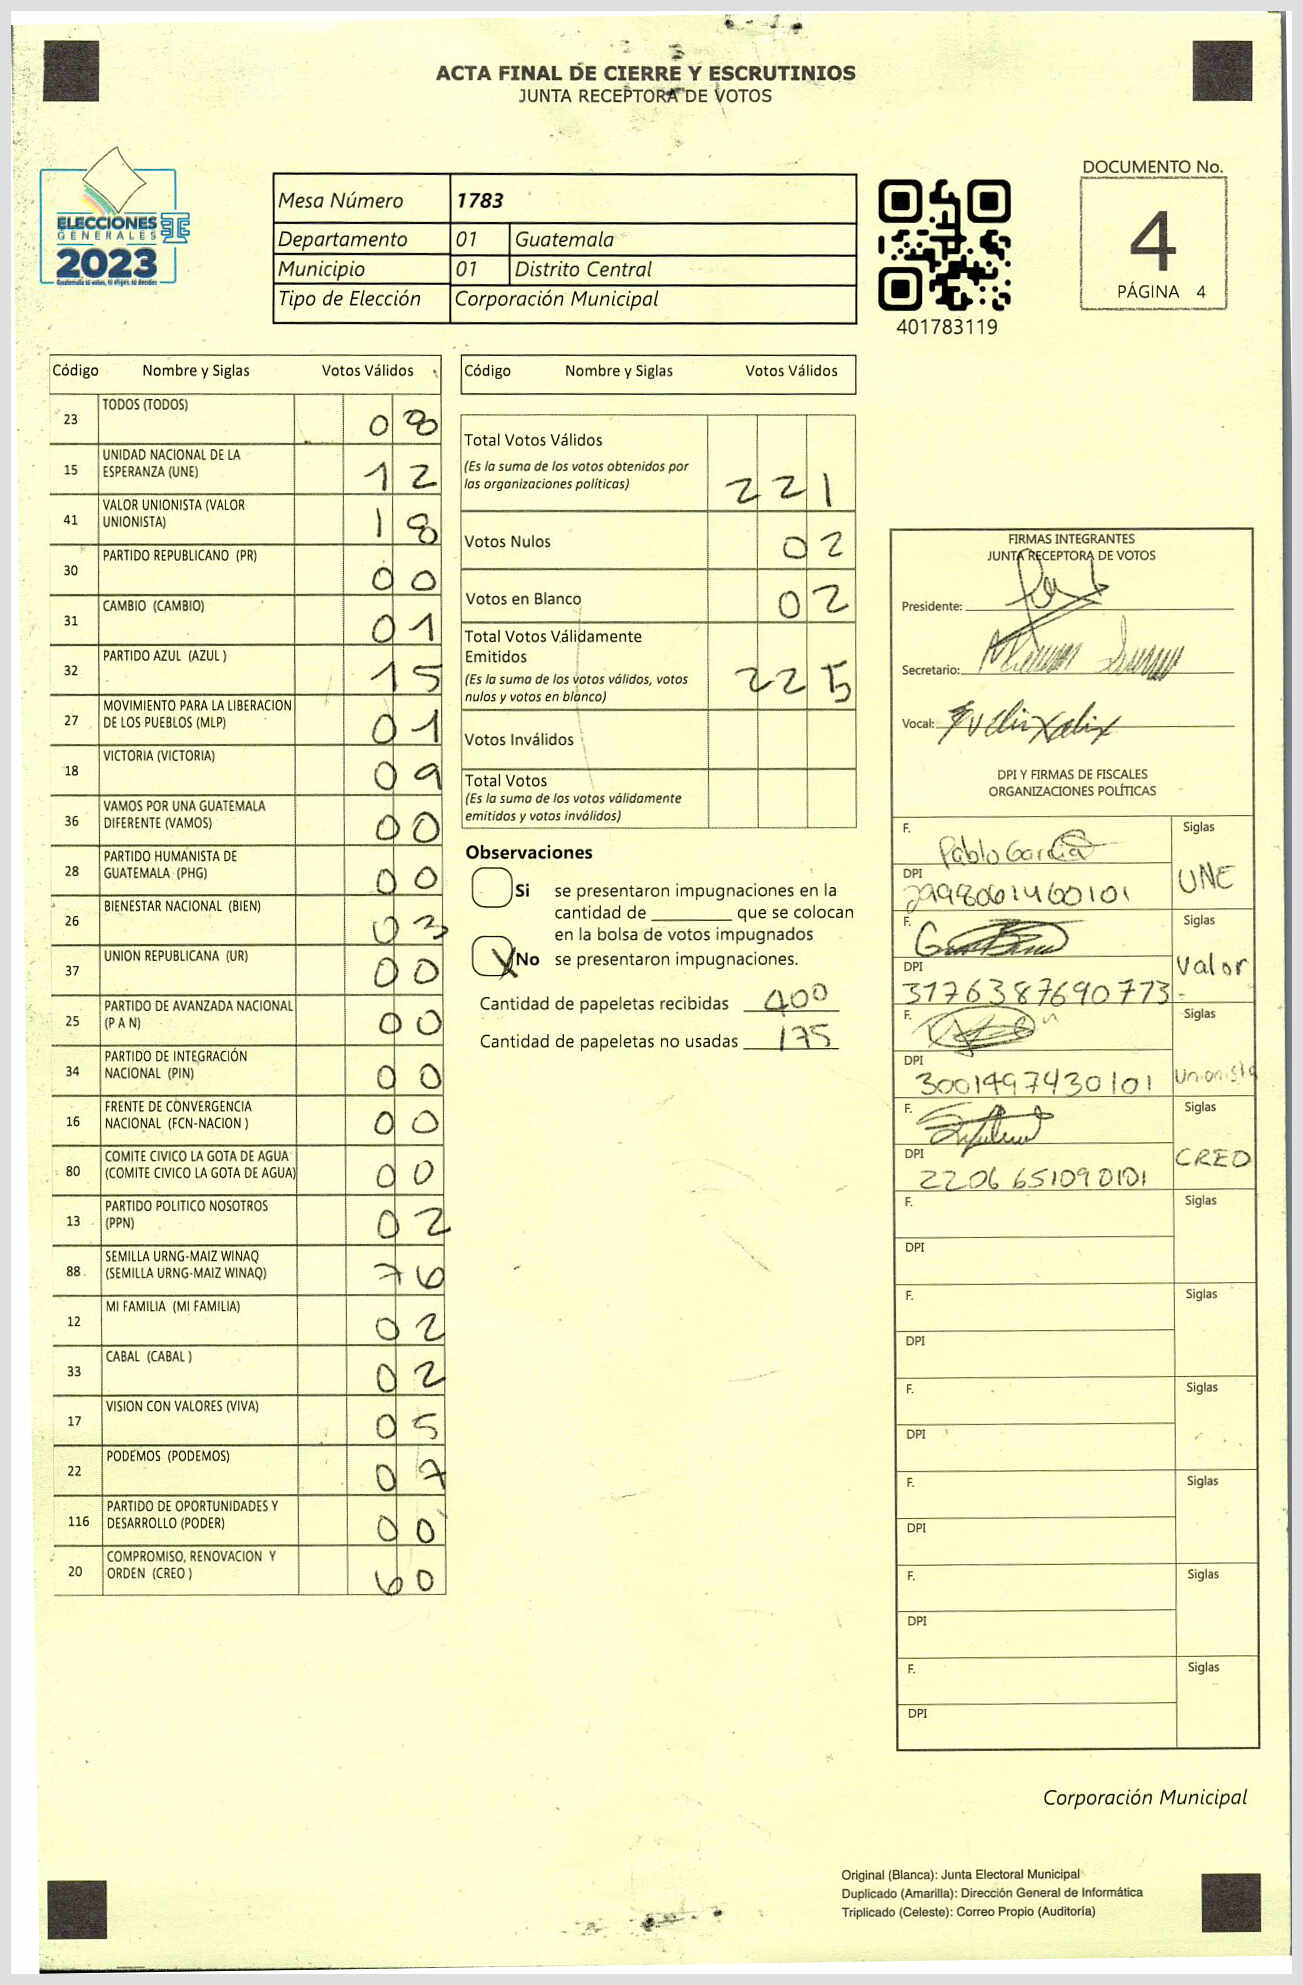 ACTA FINAL DE CIERRE Y ESCRUTINIOS
JUNTA RECEPTORA DE VOTOS
ELECCIONES
GENERALES
2023
Guatemala tú votas, tú eliges, tú decides
Mesa Número 1783
Departamento 01 Guatemala
Municipio 01 Distrito Central
Tipo de Elección Corporación Municipal
401783119
DOCUMENTO No.
4
PÁGINA 4
Código Nombre y Siglas Votos Válidos
23 TODOS (TODOS) 08
15 UNIDAD NACIONAL DE LA
ESPERANZA (UNE) 12
41 VALOR UNIONISTA (VALOR
UNIONISTA) 18
30 PARTIDO REPUBLICANO (PR) 00
31 CAMBIO (CAMBIO) 01
32 PARTIDO AZUL (AZUL ) 15
27 MOVIMIENTO PARA LA LIBERACION
DE LOS PUEBLOS (MLP) 01
18 VICTORIA (VICTORIA) 09
36 VAMOS POR UNA GUATEMALA
DIFERENTE (VAMOS) 00
28 PARTIDO HUMANISTA DE
GUATEMALA (PHG) 00
26 BIENESTAR NACIONAL (BIEN) 03
37 UNION REPUBLICANA (UR) 00
25 PARTIDO DE AVANZADA NACIONAL
(P A N) 00
34 PARTIDO DE INTEGRACIÓN
NACIONAL (PIN) 00
16 FRENTE DE CONVERGENCIA
NACIONAL (FCN-NACION ) 00
80 COMITE CIVICO LA GOTA DE AGUA
(COMITE CIVICO LA GOTA DE AGUA) 00
13 PARTIDO POLITICO NOSOTROS
(PPN) 02
88 SEMILLA URNG-MAIZ WINAQ
(SEMILLA URNG-MAIZ WINAQ) 76
12 MI FAMILIA (MI FAMILIA) 02
33 CABAL (CABAL ) 02
17 VISION CON VALORES (VIVA) 05
22 PODEMOS (PODEMOS) 07
116 PARTIDO DE OPORTUNIDADES Y
DESARROLLO (PODER) 00
20 COMPROMISO, RENOVACION Y
ORDEN (CREO ) 60
Código Nombre y Siglas Votos Válidos
Total Votos Válidos
(Es la suma de los votos obtenidos por
las organizaciones políticas) 221
Votos Nulos 02
Votos en Blanco 02
Total Votos Válidamente
Emitidos
(Es la suma de los votos válidos, votos
nulos y votos en blanco) 225
Votos Inválidos
Total Votos
(Es la suma de los votos válidamente
emitidos y votos inválidos)
Observaciones
Si se presentaron impugnaciones en la
cantidad de ________ que se colocan
en la bolsa de votos impugnados
No se presentaron impugnaciones.
Cantidad de papeletas recibidas 400
Cantidad de papeletas no usadas 175
FIRMAS INTEGRANTES
JUNTA RECEPTORA DE VOTOS
Presidente:
Secretario:
Vocal:
DPI Y FIRMAS DE FISCALES
ORGANIZACIONES POLÍTICAS
F. Pablo García Siglas
DPI 2998061460101 UNE
F. Siglas
DPI 3176387690773 Valor
F. Siglas
DPI 3001497430101 Unionista
F. Siglas
DPI 2206651090101 CREO
F. Siglas
DPI
F. Siglas
DPI
F. Siglas
DPI
F. Siglas
DPI
F. Siglas
DPI
F. Siglas
DPI
Corporación Municipal
Original (Blanca): Junta Electoral Municipal
Duplicado (Amarilla): Dirección General de Informática
Triplicado (Celeste): Correo Propio (Auditoría)